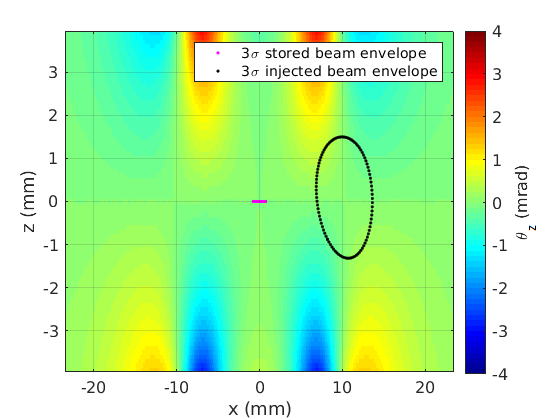 3σ stored beam envelope
3σ injected beam envelope
3
2
1
0
-1
-2
-3
z (mm)
-20 -10 0 10 20
x (mm)
4
3
2
1
0
-1
-2
-3
-4
θz (mrad)